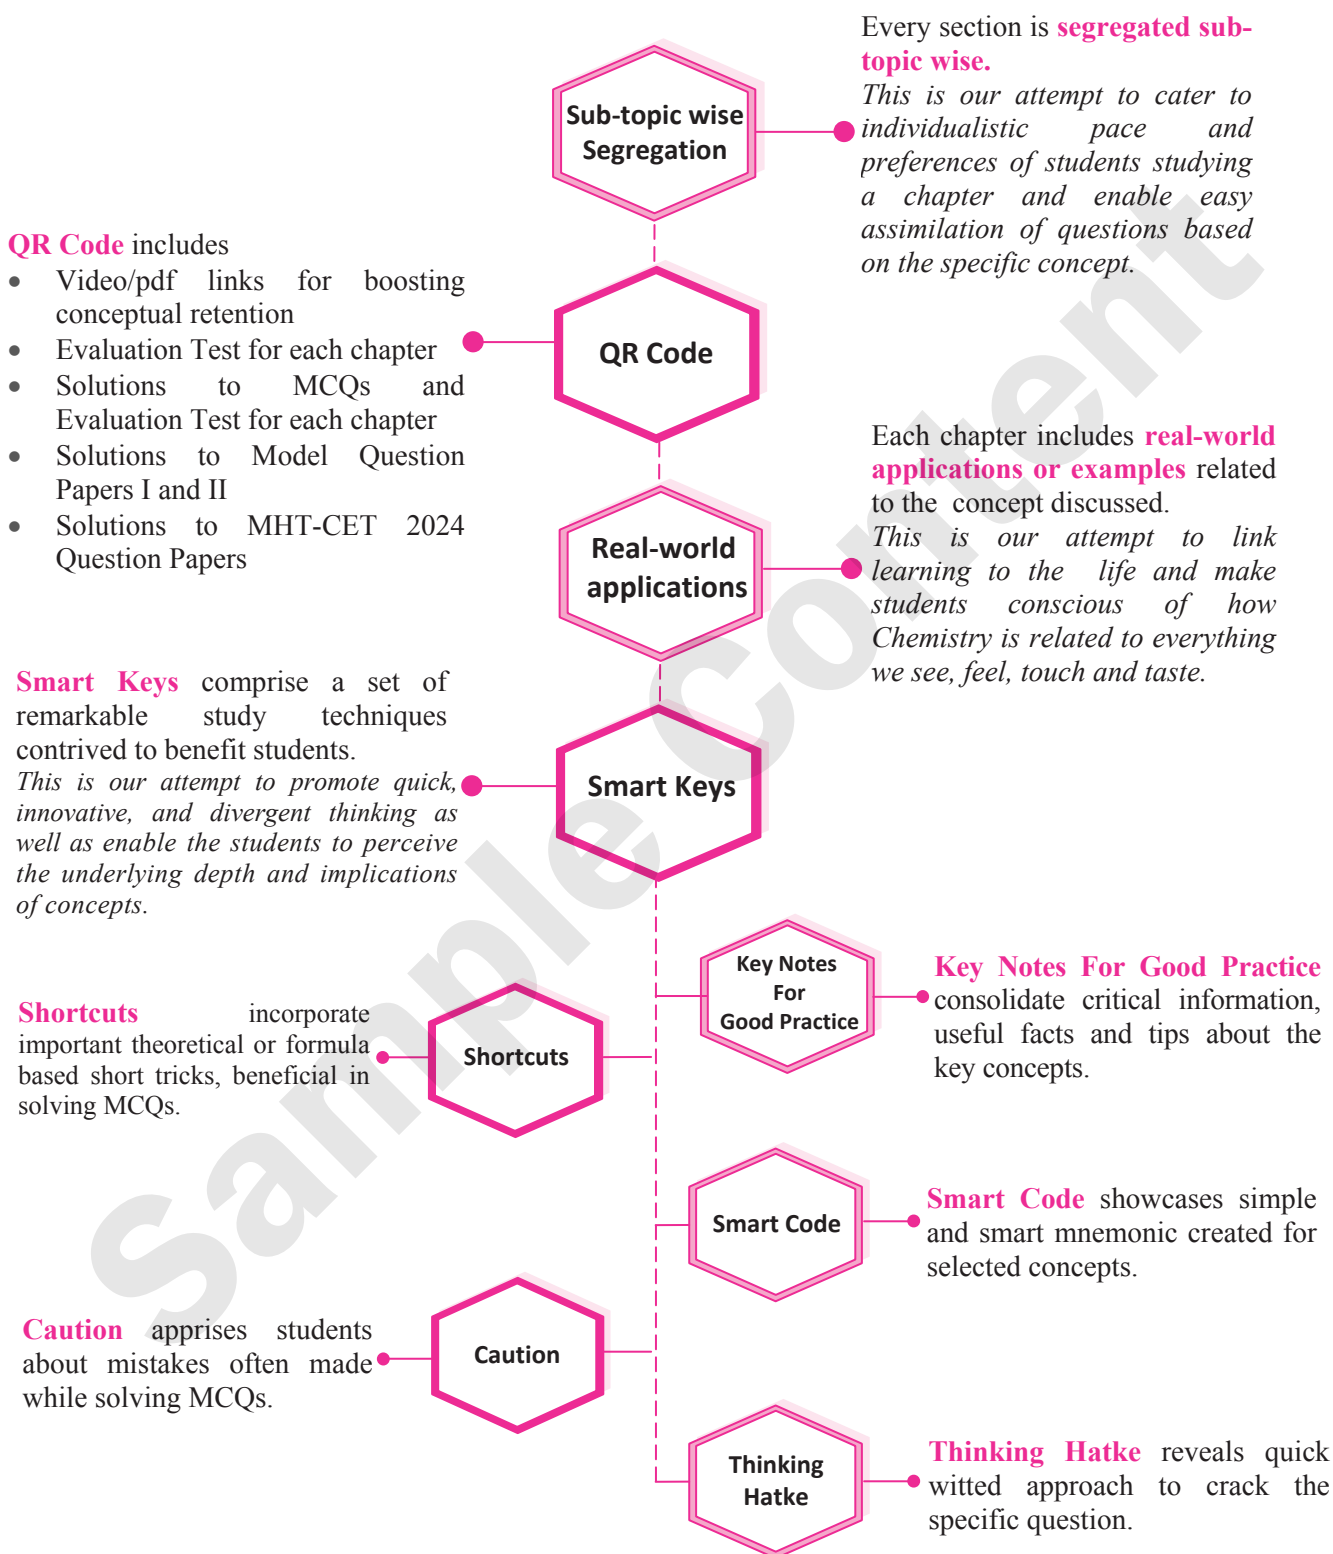 Every section is segregated sub-
topic wise.
This is our attempt to cater to
individualistic pace and
preferences of students studying
a chapter and enable easy
assimilation of questions based
on the specific concept.
Sub-topic wise
Segregation
QR Code includes
• Video/pdf links for boosting
conceptual retention
• Evaluation Test for each chapter
• Solutions to MCQs and
Evaluation Test for each chapter
• Solutions to Model Question
Papers I and II
• Solutions to MHT-CET 2024
Question Papers
QR Code
Each chapter includes real-world
applications or examples related
to the concept discussed.
This is our attempt to link
learning to the life and make
students conscious of how
Chemistry is related to everything
we see, feel, touch and taste.
Real-world
applications
Smart Keys comprise a set of
remarkable study techniques
contrived to benefit students.
This is our attempt to promote quick,
innovative, and divergent thinking as
well as enable the students to perceive
the underlying depth and implications
of concepts.
Smart Keys
Key Notes
For
Good Practice
Key Notes For Good Practice
consolidate critical information,
useful facts and tips about the
key concepts.
Shortcuts incorporate
important theoretical or formula
based short tricks, beneficial in
solving MCQs.
Shortcuts
Smart Code
Smart Code showcases simple
and smart mnemonic created for
selected concepts.
Caution apprises students
about mistakes often made
while solving MCQs.
Caution
Thinking
Hatke
Thinking Hatke reveals quick
witted approach to crack the
specific question.
Sample Content